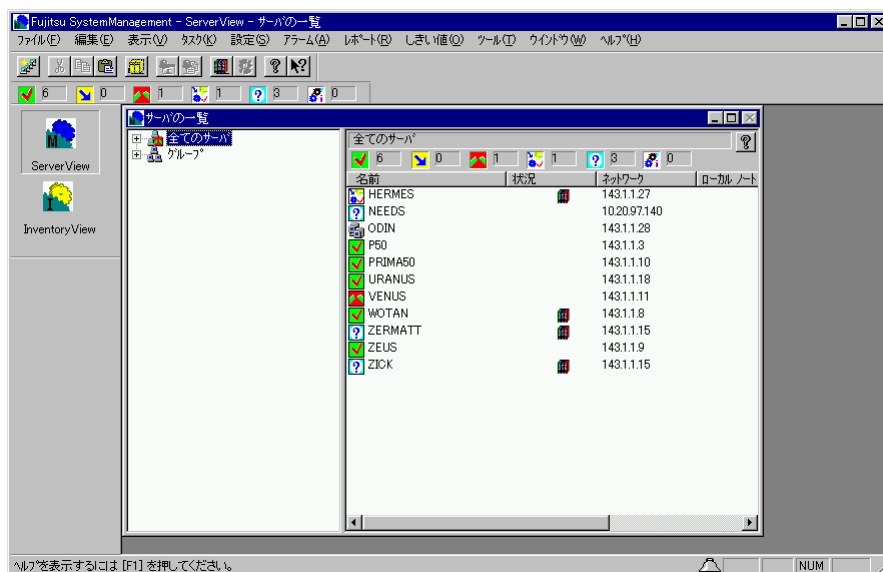 Fujitsu SystemManagement - ServerView - サーバの一覧
ファイル(F) 編集(E) 表示(V) タスク(K) 設定(S) アラーム(A) レポート(R) しきい値(O) ツール(T) ウインドウ(W) ヘルプ(H)
6 0 1 1 3 0
サーバの一覧
ServerView
InventoryView
全てのサーバ
グループ
全てのサーバ
6 0 1 1 3 0
名前 状況 ネットワーク ローカル ノート
HERMES 143.1.1.27
NEEDS 10.20.97.140
ODIN 143.1.1.28
P50 143.1.1.3
PRIMA50 143.1.1.10
URANUS 143.1.1.18
VENUS 143.1.1.11
WOTAN 143.1.1.8
ZERMATT 143.1.1.15
ZEUS 143.1.1.9
ZICK 143.1.1.15
ヘルプを表示するには [F1] を押してください。 NUM